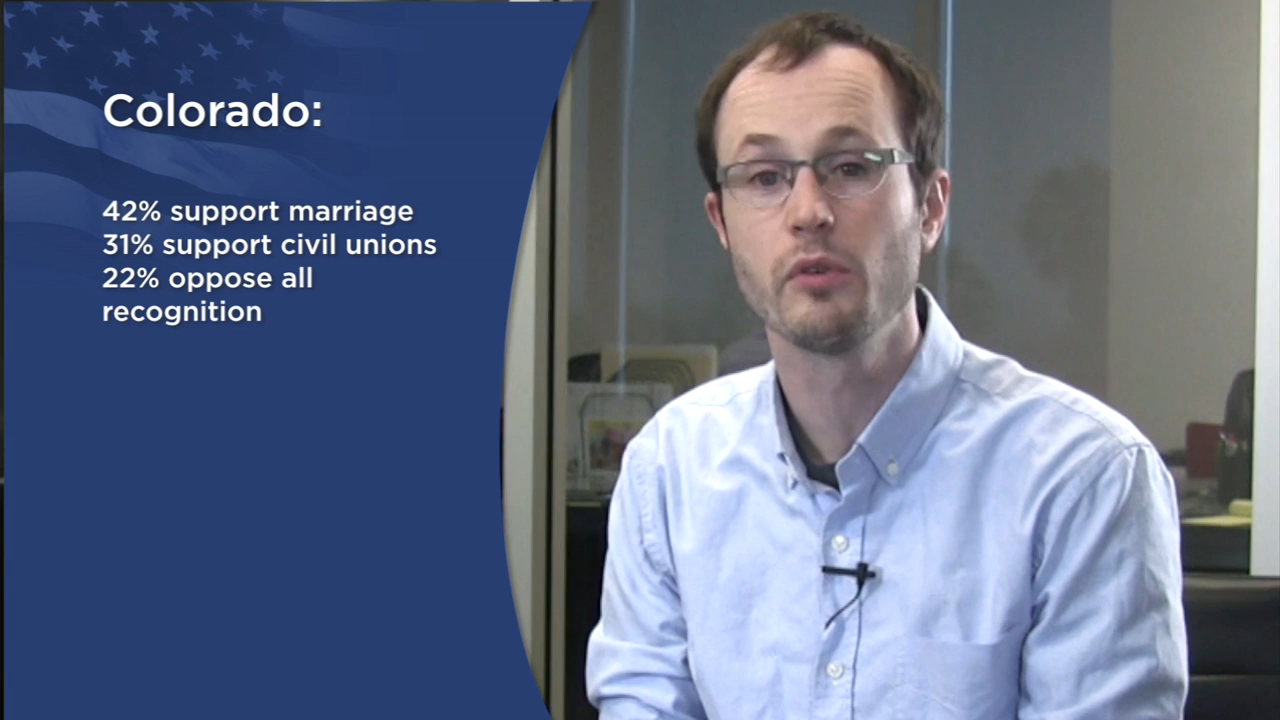 Colorado:
42% support marriage
31% support civil unions
22% oppose all
recognition